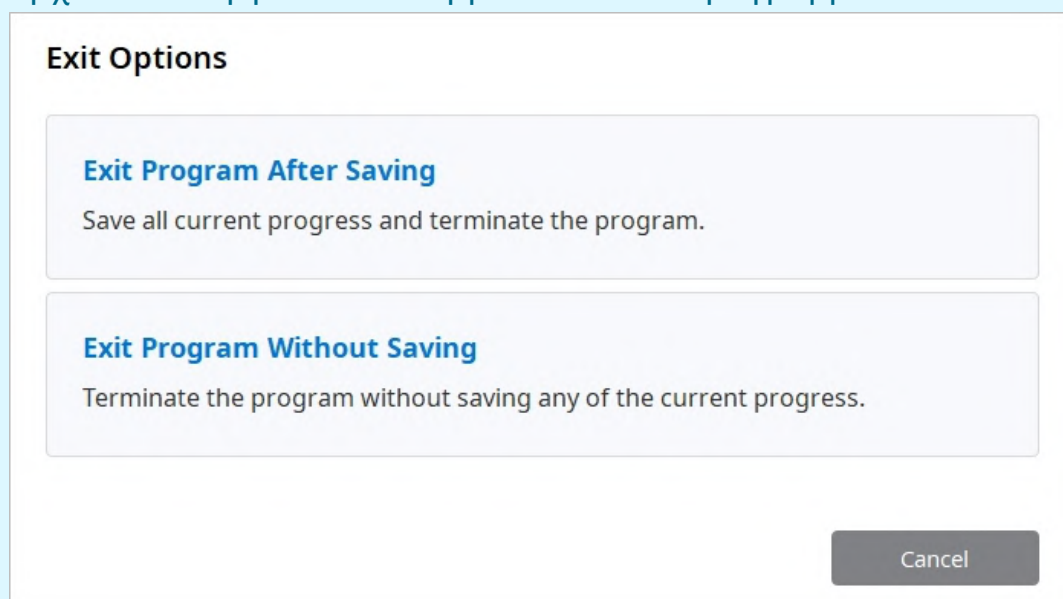 Exit Options
Exit Program After Saving
Save all current progress and terminate the program.
Exit Program Without Saving
Terminate the program without saving any of the current progress.
Cancel